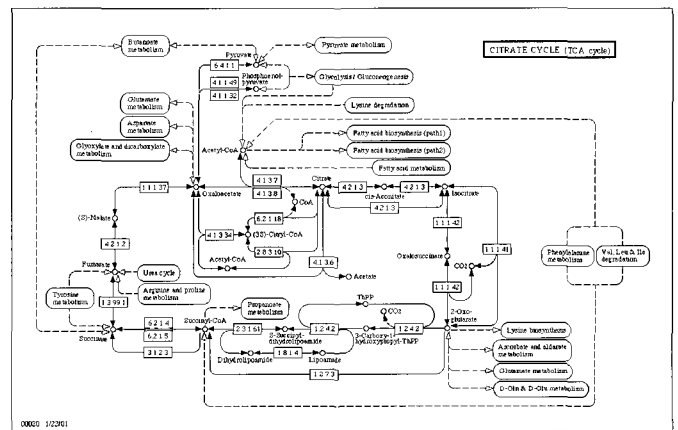 CITRATE CYCLE (TCA cycle)
Butanoate
metabolism
Pyruvate
Pyruvate metabolism
6.4.1.1
Phosphoenol-
pyruvate
4.1.1.49
4.1.1.32
Glycolysis / Gluconeogenesis
Lysine degradation
Glutamate
metabolism
Aspartate
metabolism
Glyoxylate and dicarboxylate
metabolism
Acetyl-CoA
Fatty acid biosynthesis (path1)
Fatty acid biosynthesis (path2)
Fatty acid metabolism
1.1.1.37
Oxaloacetate
4.1.3.7
4.1.3.8
Citrate
4.2.1.3
cis-Aconitate
4.2.1.3
Isocitrate
4.2.1.3
CoA
6.2.1.18
(3S)-Citryl-CoA
4.1.3.34
2.8.3.10
Acetyl-CoA
4.1.3.6
Acetate
(S)-Malate
4.2.1.2
Fumarate
Urea cycle
Arginine and proline
metabolism
Tyrosine
metabolism
1.3.99.1
1.1.1.42
Oxalosuccinate
1.1.1.41
CO2
1.1.1.42
Phenylalanine
metabolism
Val, Leu & Ile
degradation
Succinate
6.2.1.4
6.2.1.5
3.1.2.3
Succinyl-CoA
Propanoate
metabolism
2.3.1.61
S-Succinyl-
dihydrolipoamide
1.2.4.2
ThPP
CO2
3-Carboxy-1-
hydroxypropyl-ThPP
1.2.4.2
2-Oxo-
glutarate
Dihydrolipoamide
1.8.1.4
Lipoamide
1.2.7.3
Lysine biosynthesis
Ascorbate and aldarate
metabolism
Glutamate metabolism
D-Gln & D-Glu metabolism
00020 1/22/01